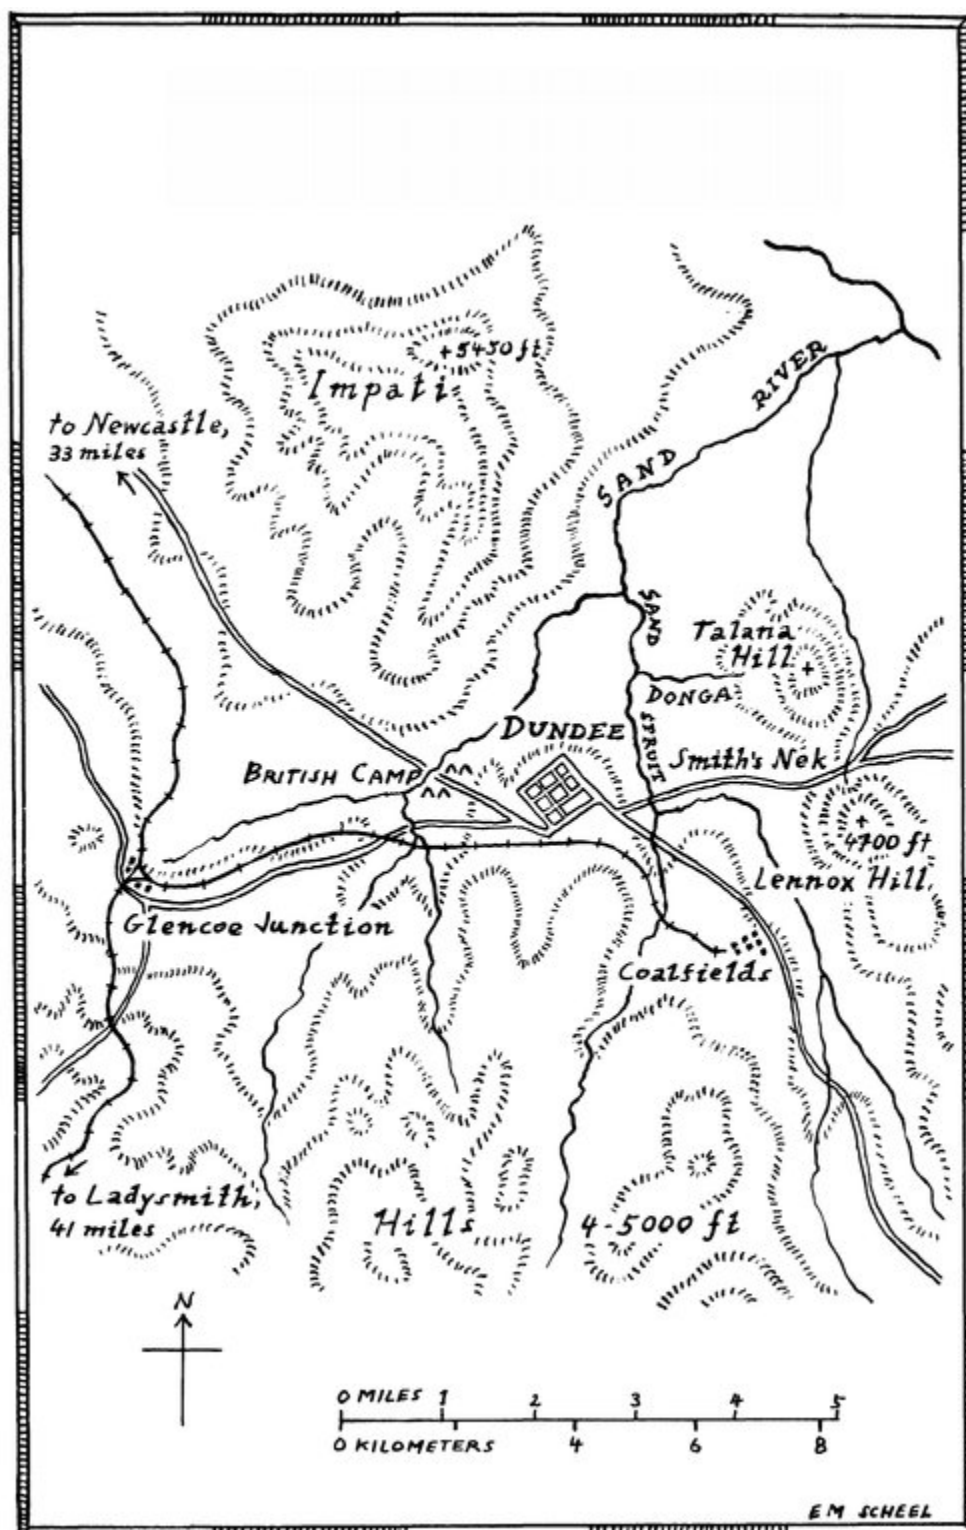 +5450 ft
Impati
SAND RIVER
to Newcastle,
33 miles
SAND SPRUIT
Talana
Hill
+
DONGA
DUNDEE
Smith's Nek
BRITISH CAMP
+
4700 ft
Lennox Hill
Glencoe Junction
Coalfields
to Ladysmith,
41 miles
Hills 4-5000 ft
N
0 MILES 1 2 3 4 5
0 KILOMETERS 4 6 8
E M SCHEEL